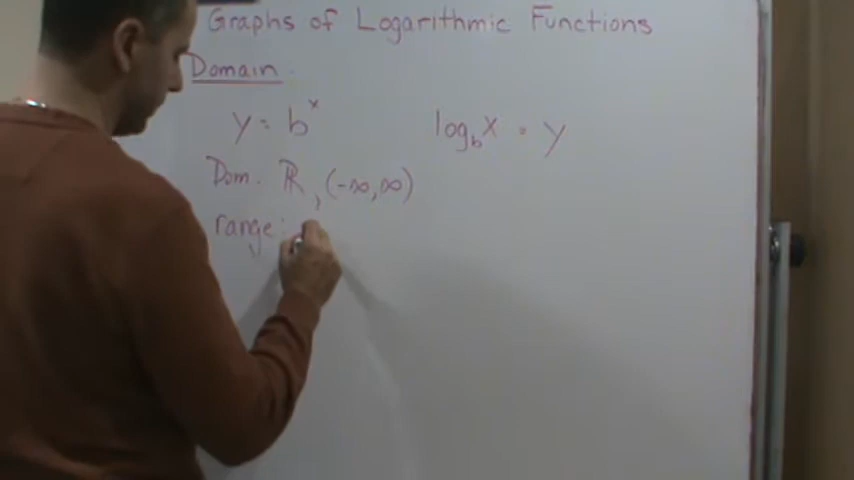 Graphs of Logarithmic Functions
Domain
y = b^x
log_b x = y
Dom. ℝ, (-∞, ∞)
range: